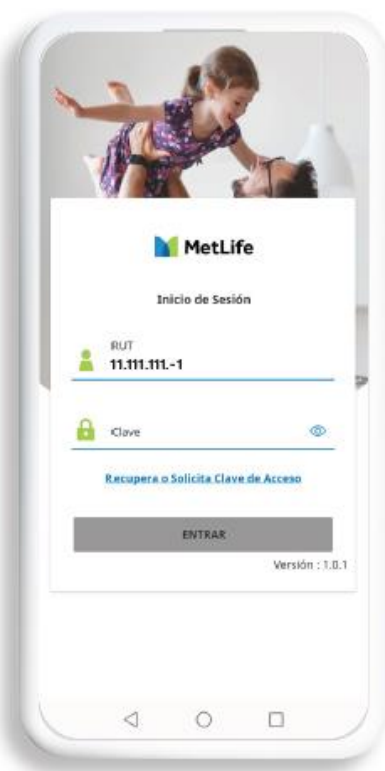 MetLife
Inicio de Sesión
RUT
11.111.111.-1
Clave
Recupera o Solicita Clave de Acceso
ENTRAR
Versión : 1.0.1